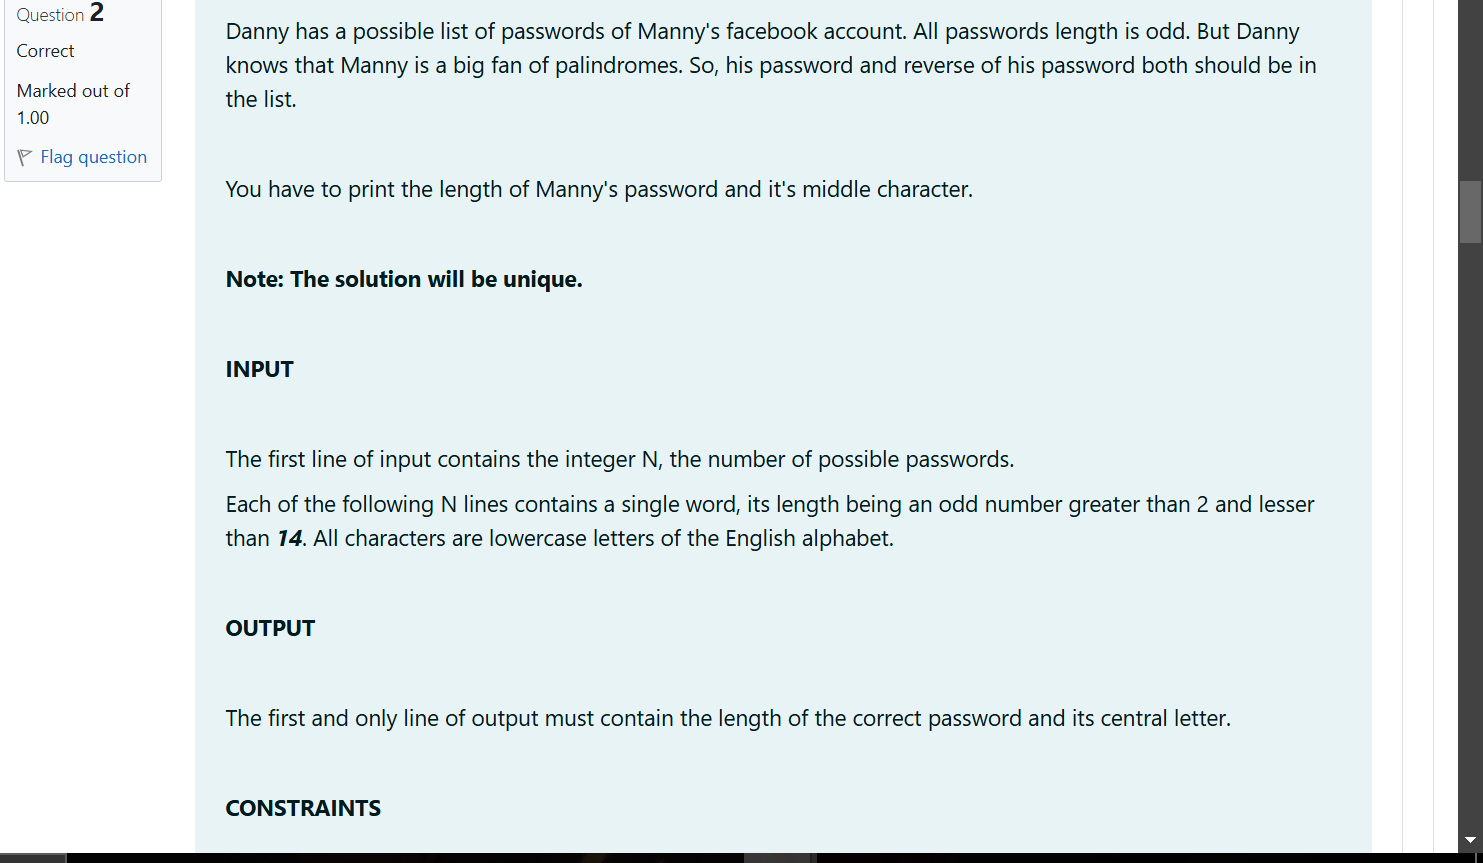 Question 2
Correct
Marked out of
1.00
Flag question
Danny has a possible list of passwords of Manny's facebook account. All passwords length is odd. But Danny
knows that Manny is a big fan of palindromes. So, his password and reverse of his password both should be in
the list.
You have to print the length of Manny's password and it's middle character.
Note: The solution will be unique.
INPUT
The first line of input contains the integer N, the number of possible passwords.
Each of the following N lines contains a single word, its length being an odd number greater than 2 and lesser
than 14. All characters are lowercase letters of the English alphabet.
OUTPUT
The first and only line of output must contain the length of the correct password and its central letter.
CONSTRAINTS